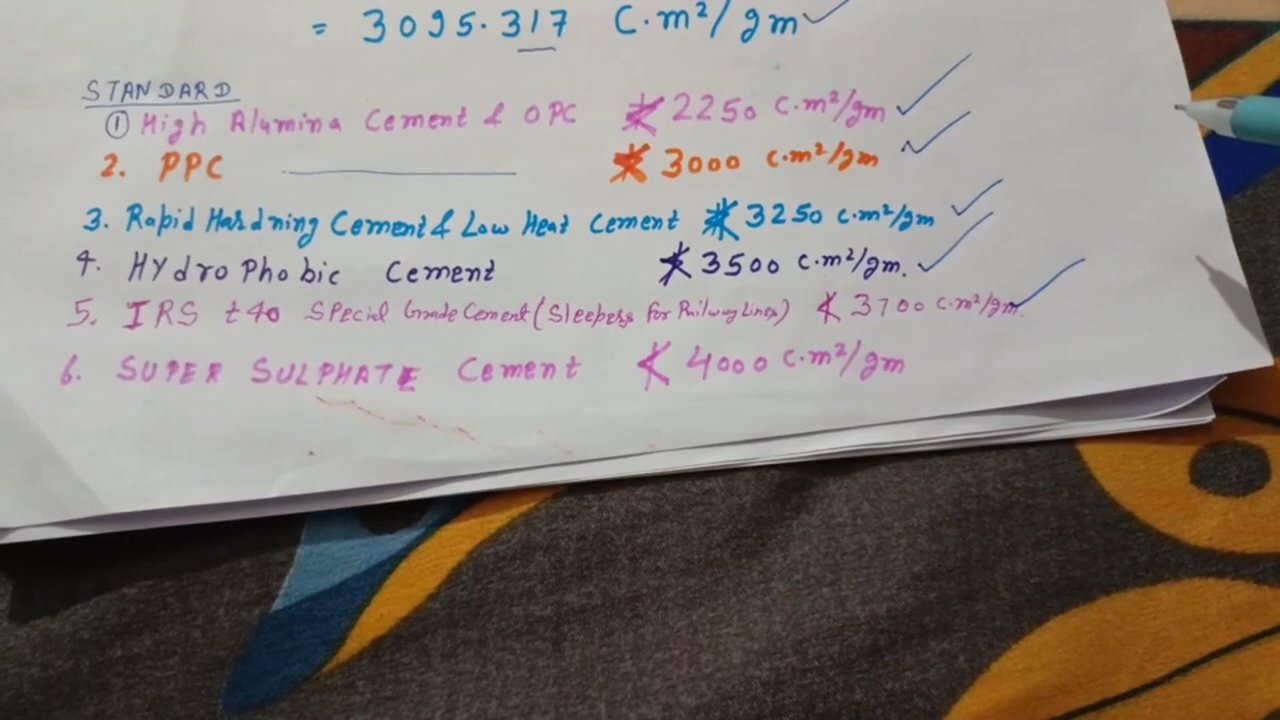 = 3095.317 C.m²/gm
STANDARD
① High Alumina Cement & OPC ≮ 2250 C.m²/gm
2. PPC ≮ 3000 C.m²/gm
3. Rapid Hardning Cement & Low Heat Cement ≮ 3250 C.m²/gm
4. HYdroPhobic Cement ≮ 3500 C.m²/gm.
5. IRS t40 SPecial Grade Cement (Sleepers for Railway Lines) ≮ 3700 C.m²/gm.
6. SUPER SULPHATE Cement ≮ 4000 C.m²/gm